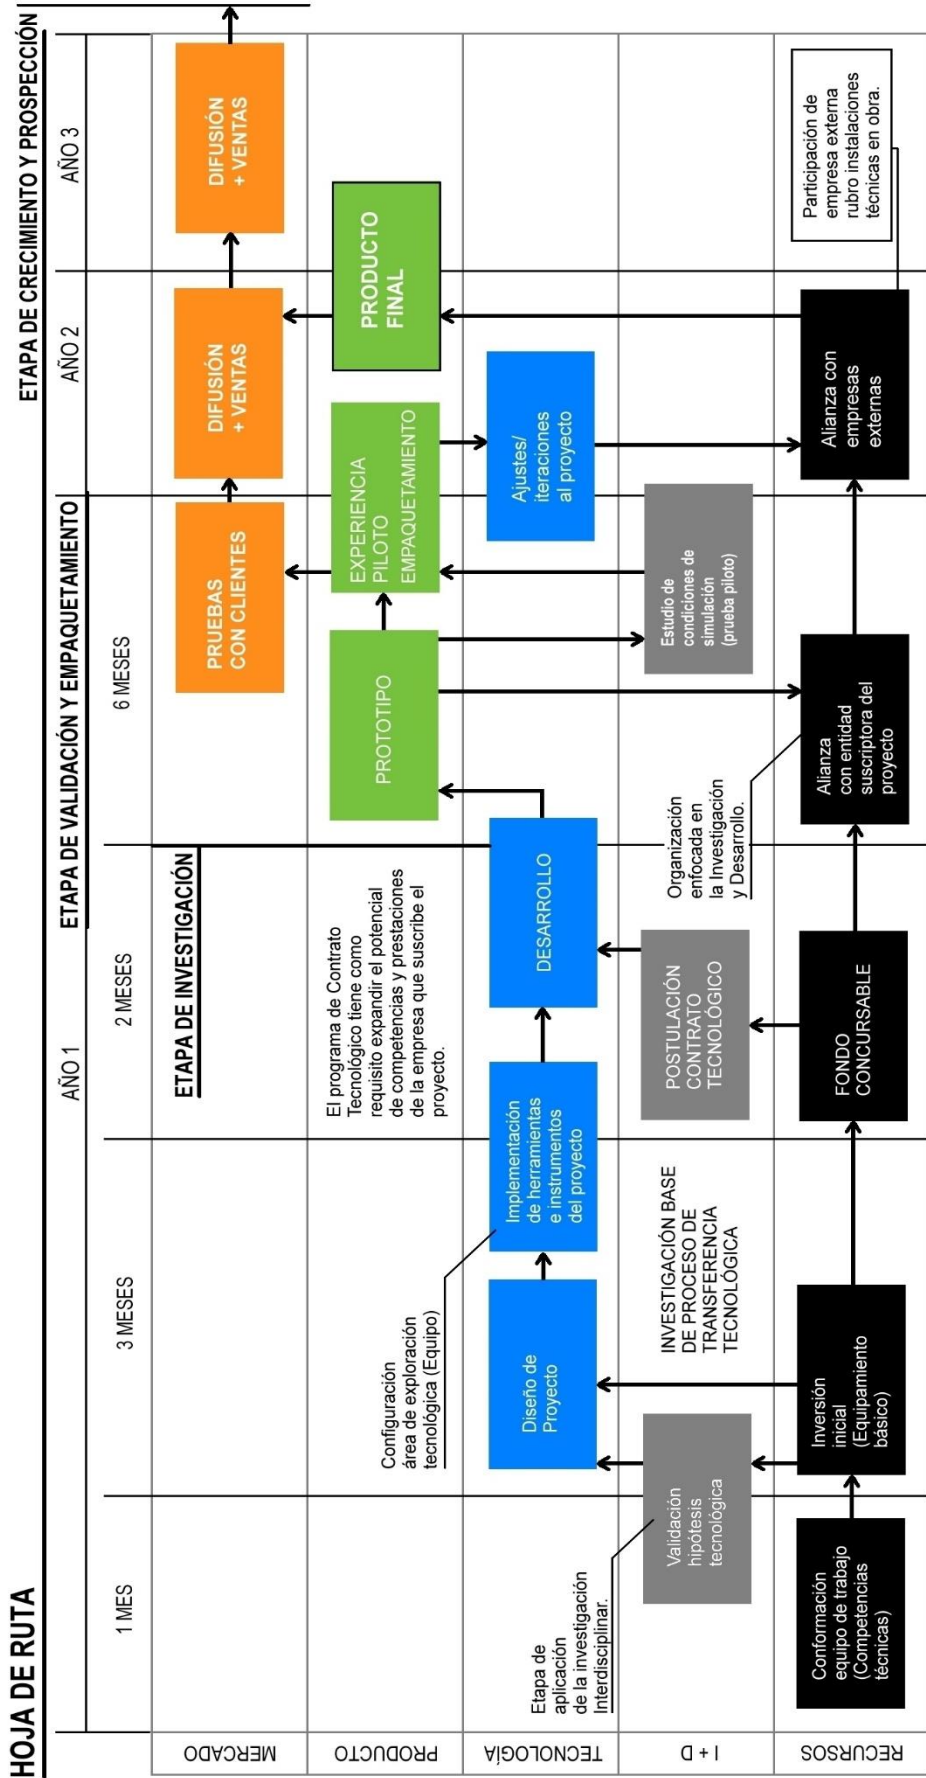 HOJA DE RUTA
ETAPA DE VALIDACIÓN Y EMPAQUETAMIENTO
ETAPA DE CRECIMIENTO Y PROSPECCIÓN
AÑO 1
AÑO 2
AÑO 3
1 MES
3 MESES
2 MESES
6 MESES
ETAPA DE INVESTIGACIÓN
MERCADO
PRUEBAS
CON CLIENTES
DIFUSIÓN
+ VENTAS
DIFUSIÓN
+ VENTAS
PRODUCTO
El programa de Contrato
Tecnológico tiene como
requisito expandir el potencial
de competencias y prestaciones
de la empresa que suscribe el
proyecto.
PROTOTIPO
EXPERIENCIA
PILOTO
EMPAQUETAMIENTO
PRODUCTO
FINAL
Configuración
área de exploración
tecnológica (Equipo)
TECNOLOGÍA
Diseño de
Proyecto
Implementación
de herramientas
e instrumentos
del proyecto
DESARROLLO
Ajustes/
iteraciones
al proyecto
Etapa de
aplicación
de la investigación
Interdisciplinar.
I + D
Validación
hipótesis
tecnológica
INVESTIGACIÓN BASE
DE PROCESO DE
TRANSFERENCIA
TECNOLÓGICA
POSTULACIÓN
CONTRATO
TECNOLÓGICO
Organización
enfocada en
la Investigación
y Desarrollo.
Estudio de
condiciones de
simulación
(prueba piloto)
RECURSOS
Conformación
equipo de trabajo
(Competencias
técnicas)
Inversión
inicial
(Equipamiento
básico)
FONDO
CONCURSABLE
Alianza
con entidad
suscriptora del
proyecto
Alianza con
empresas
externas
Participación de
empresa externa
rubro instalaciones
técnicas en obra.